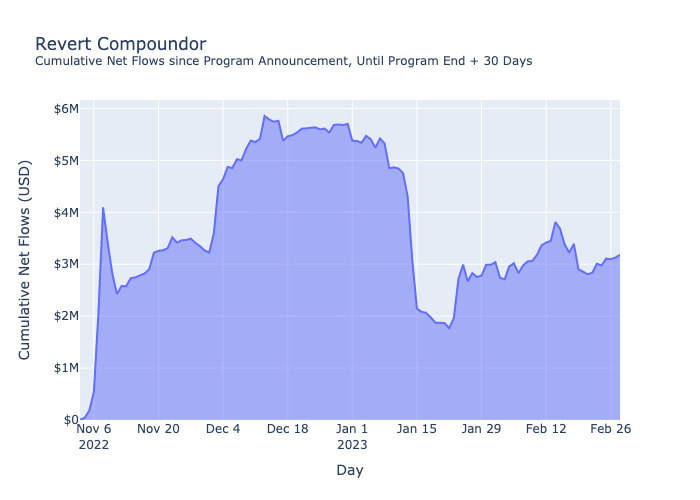 Revert Compoundor
Cumulative Net Flows since Program Announcement, Until Program End + 30 Days
Cumulative Net Flows (USD)
$6M
$5M
$4M
$3M
$2M
$1M
$0
Nov 6 Nov 20 Dec 4 Dec 18 Jan 1 Jan 15 Jan 29 Feb 12 Feb 26
2022 2023
Day